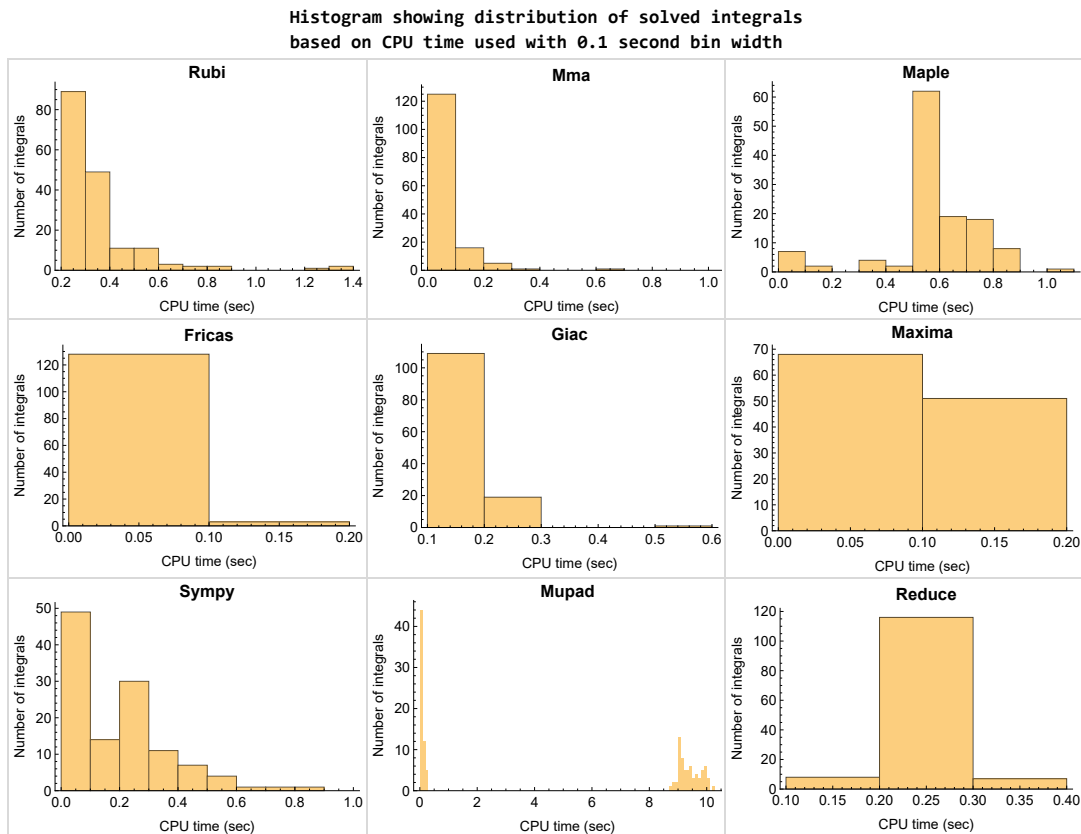 Histogram showing distribution of solved integrals
based on CPU time used with 0.1 second bin width
Rubi
Number of integrals
80
60
40
20
0
0.2 0.4 0.6 0.8 1.0 1.2 1.4
CPU time (sec)
Mma
Number of integrals
120
100
80
60
40
20
0
0.0 0.2 0.4 0.6 0.8 1.0
CPU time (sec)
Maple
Number of integrals
60
50
40
30
20
10
0
0.0 0.2 0.4 0.6 0.8 1.0
CPU time (sec)
Fricas
Number of integrals
120
100
80
60
40
20
0
0.00 0.05 0.10 0.15 0.20
CPU time (sec)
Giac
Number of integrals
100
80
60
40
20
0
0.1 0.2 0.3 0.4 0.5 0.6
CPU time (sec)
Maxima
Number of integrals
70
60
50
40
30
20
10
0
0.00 0.05 0.10 0.15 0.20
CPU time (sec)
Sympy
Number of integrals
50
40
30
20
10
0
0.0 0.2 0.4 0.6 0.8 1.0
CPU time (sec)
Mupad
Number of integrals
40
30
20
10
0
0 2 4 6 8 10
CPU time (sec)
Reduce
Number of integrals
120
100
80
60
40
20
0
0.10 0.15 0.20 0.25 0.30 0.35 0.40
CPU time (sec)